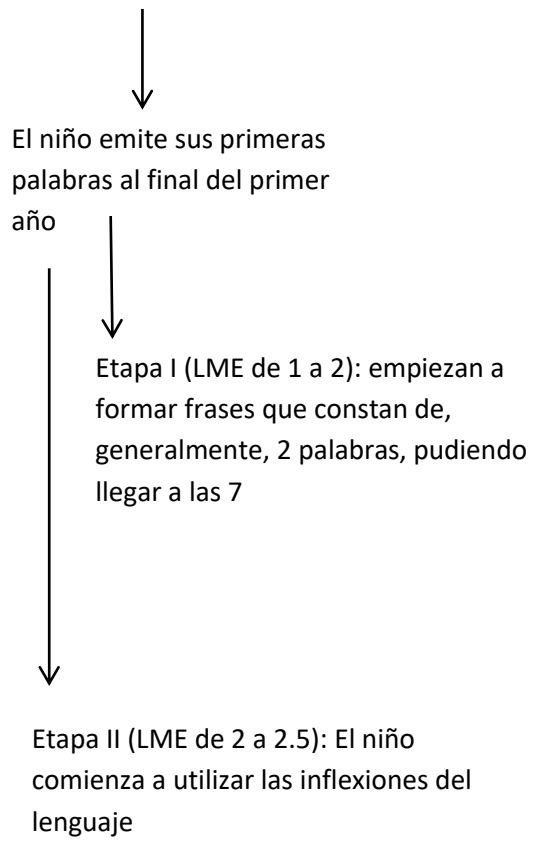 El niño emite sus primeras
palabras al final del primer
año
Etapa I (LME de 1 a 2): empiezan a
formar frases que constan de,
generalmente, 2 palabras, pudiendo
llegar a las 7
Etapa II (LME de 2 a 2.5): El niño
comienza a utilizar las inflexiones del
lenguaje